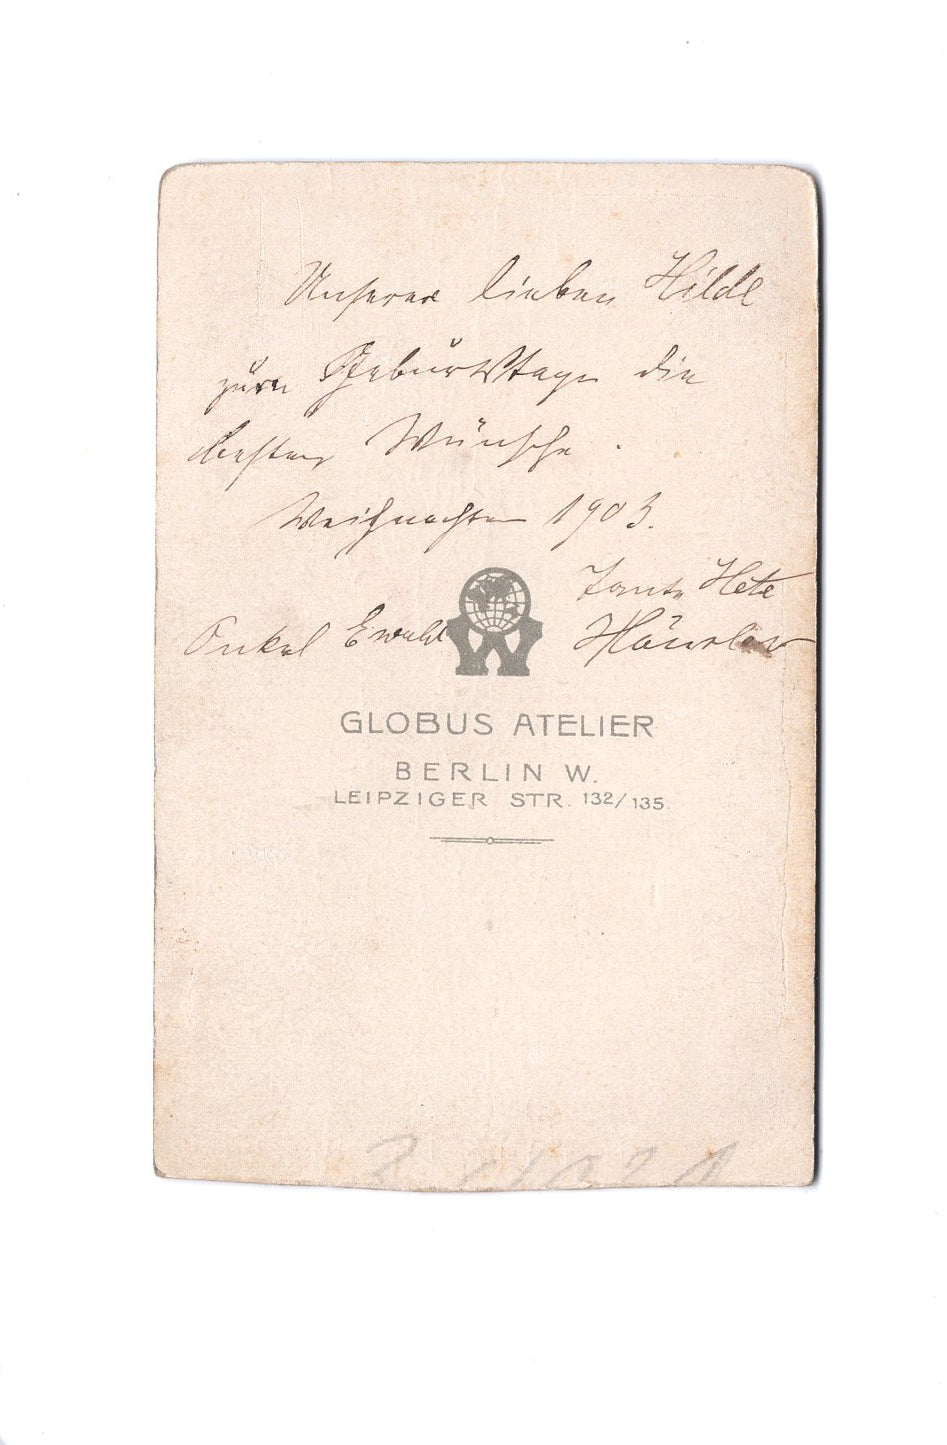 Unserer lieben Hilde
zum Geburtstage die
besten Wünsche.
Weihnachten 1903.
Tante Hete
Onkel Ewald
W
GLOBUS ATELIER
BERLIN W.
LEIPZIGER STR. 132/135.